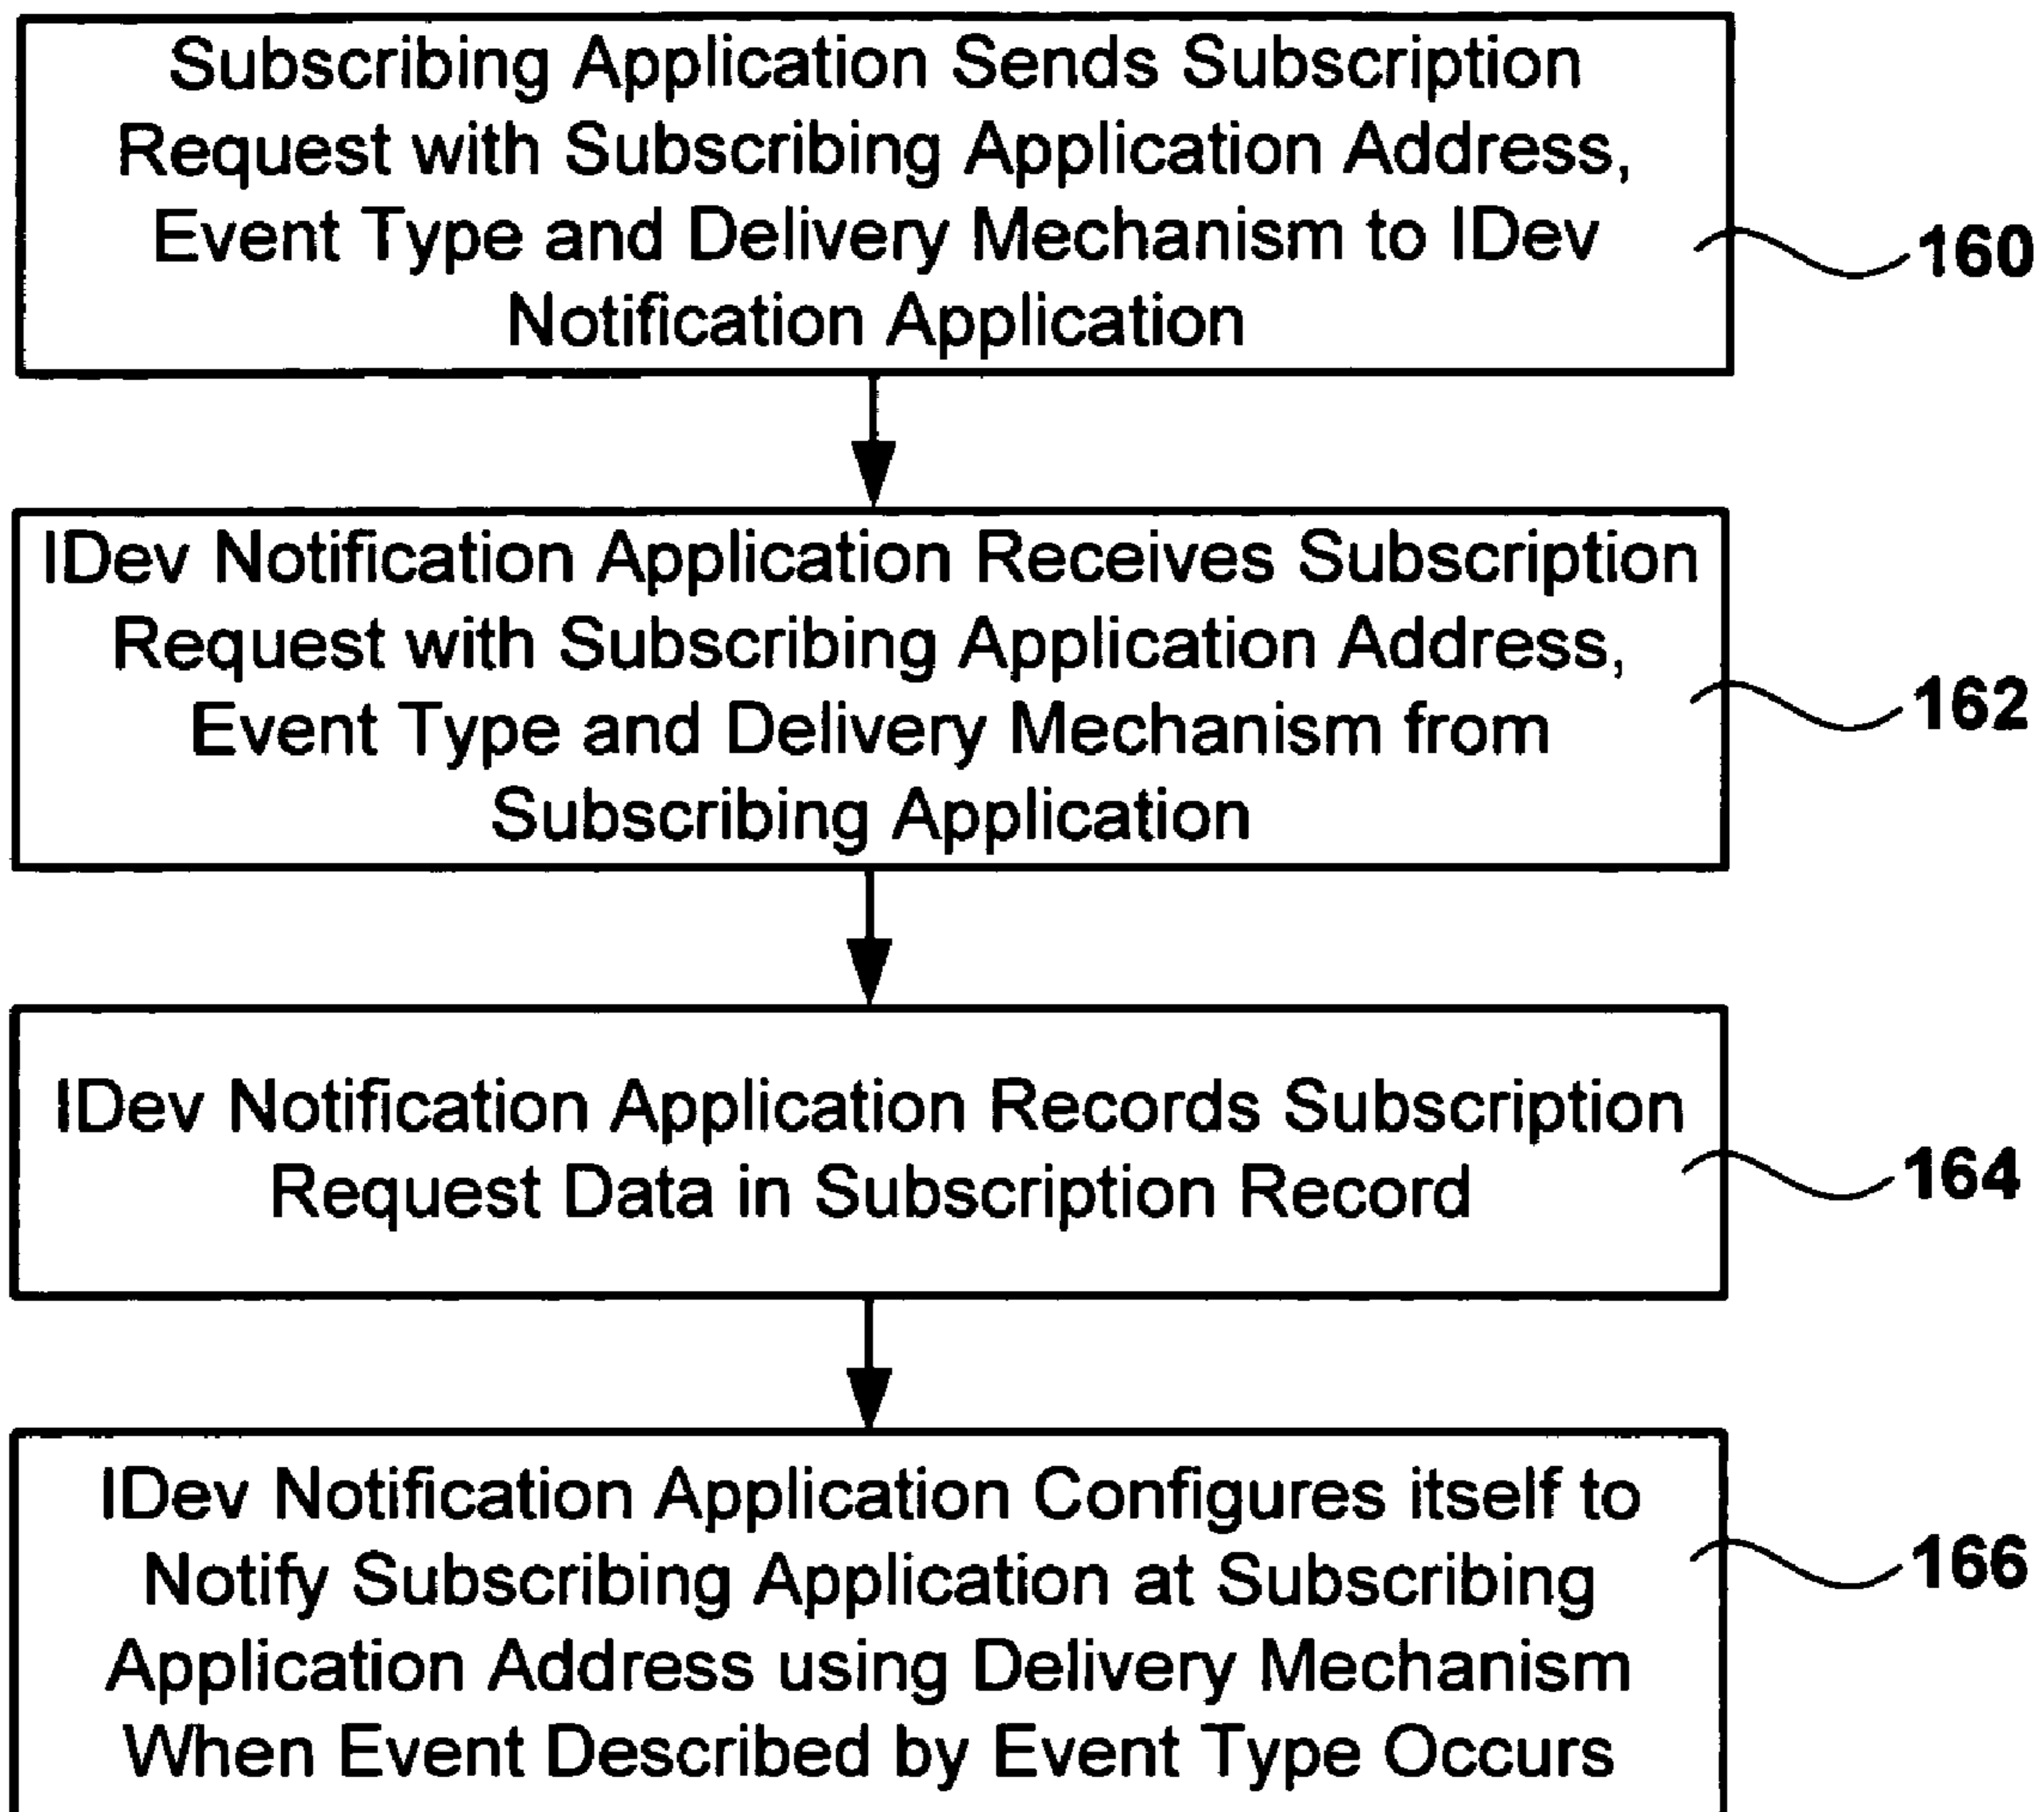 Subscribing Application Sends Subscription
Request with Subscribing Application Address,
Event Type and Delivery Mechanism to IDev
Notification Application
160
IDev Notification Application Receives Subscription
Request with Subscribing Application Address,
Event Type and Delivery Mechanism from
Subscribing Application
162
IDev Notification Application Records Subscription
Request Data in Subscription Record
164
IDev Notification Application Configures itself to
Notify Subscribing Application at Subscribing
Application Address using Delivery Mechanism
When Event Described by Event Type Occurs
166